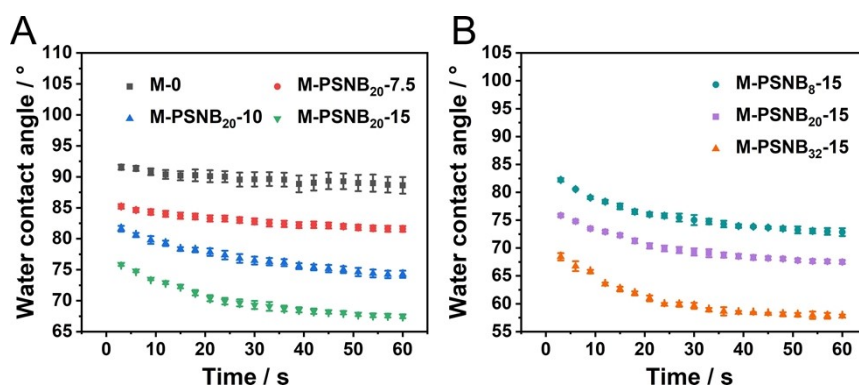 A
Water contact angle / °
110
105
100
95
90
85
80
75
70
65
0 10 20 30 40 50 60
Time / s
M-0
M-PSNB20-7.5
M-PSNB20-10
M-PSNB20-15
B
Water contact angle / °
105
100
95
90
85
80
75
70
65
60
55
0 10 20 30 40 50 60
Time / s
M-PSNB8-15
M-PSNB20-15
M-PSNB32-15